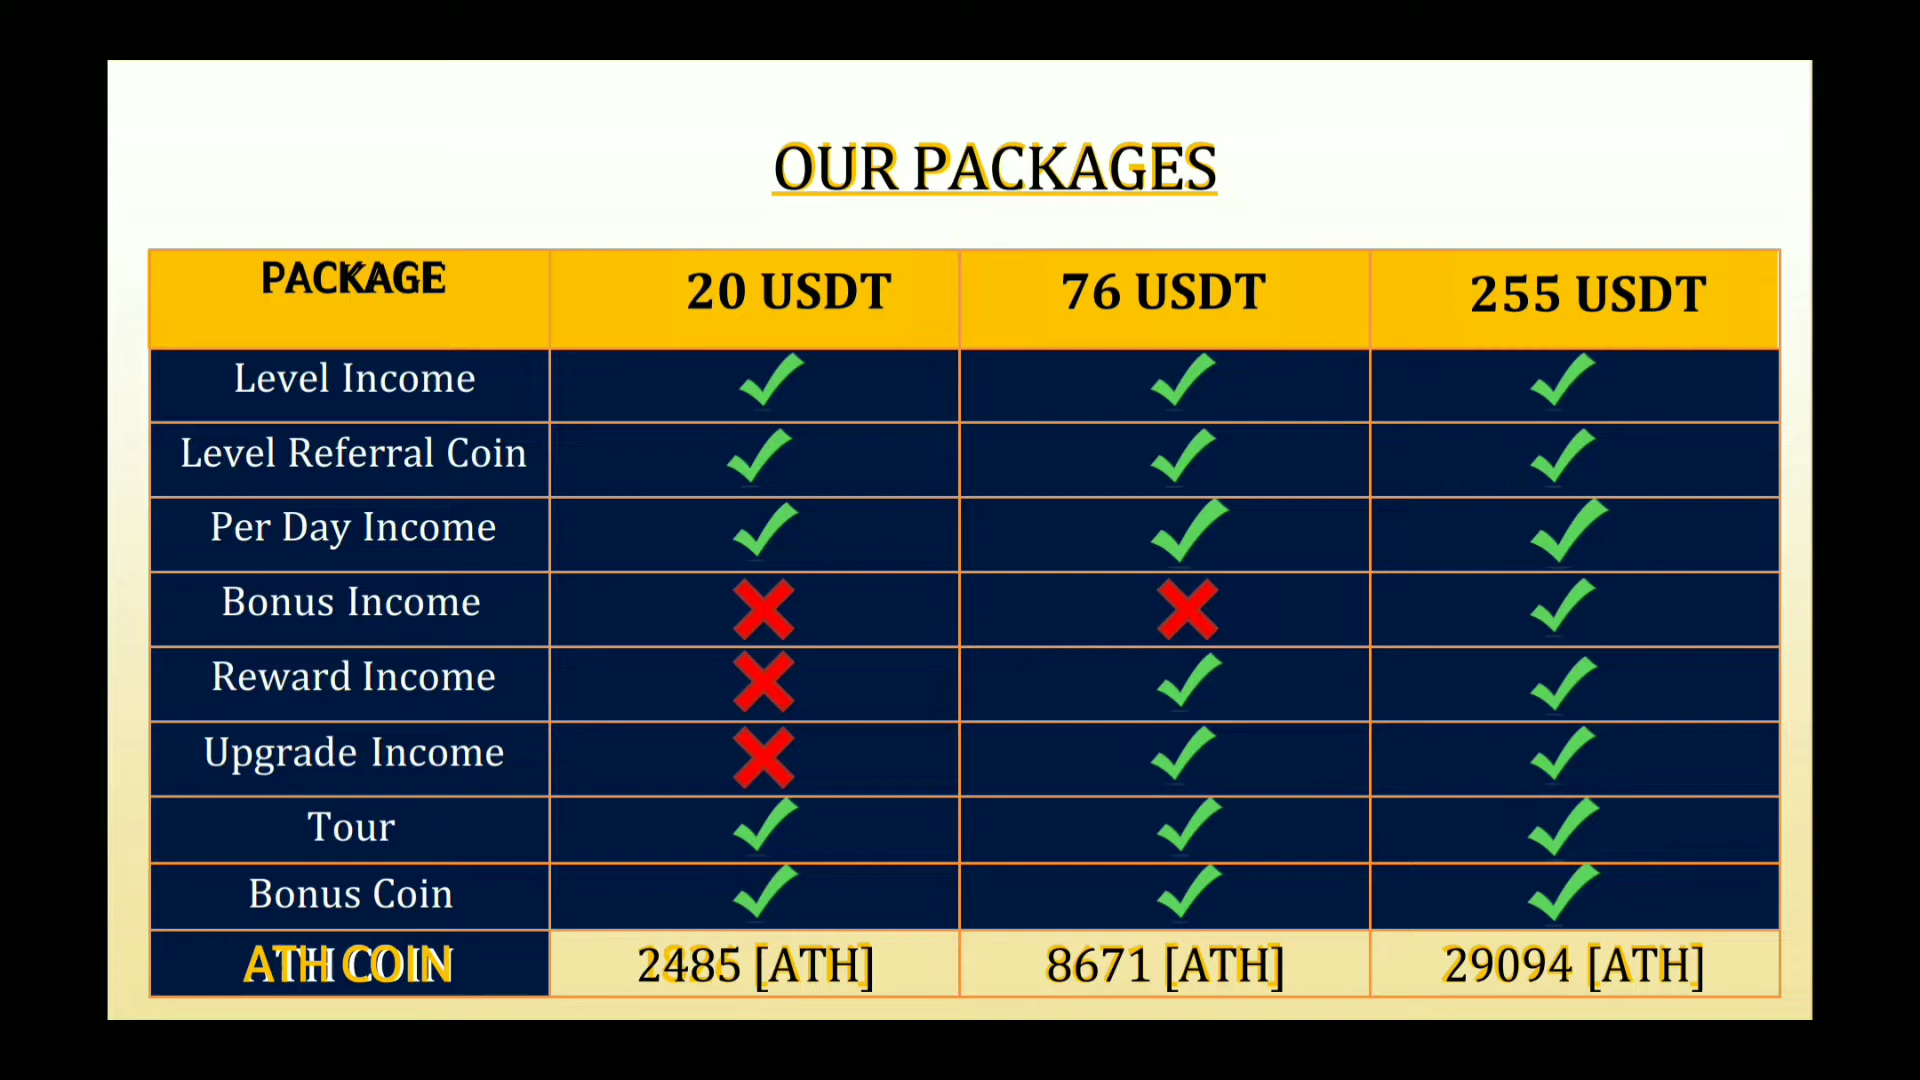 OUR PACKAGES
PACKAGE 20 USDT 76 USDT 255 USDT
Level Income
Level Referral Coin
Per Day Income
Bonus Income
Reward Income
Upgrade Income
Tour
Bonus Coin
ATH COIN 2485 [ATH] 8671 [ATH] 29094 [ATH]